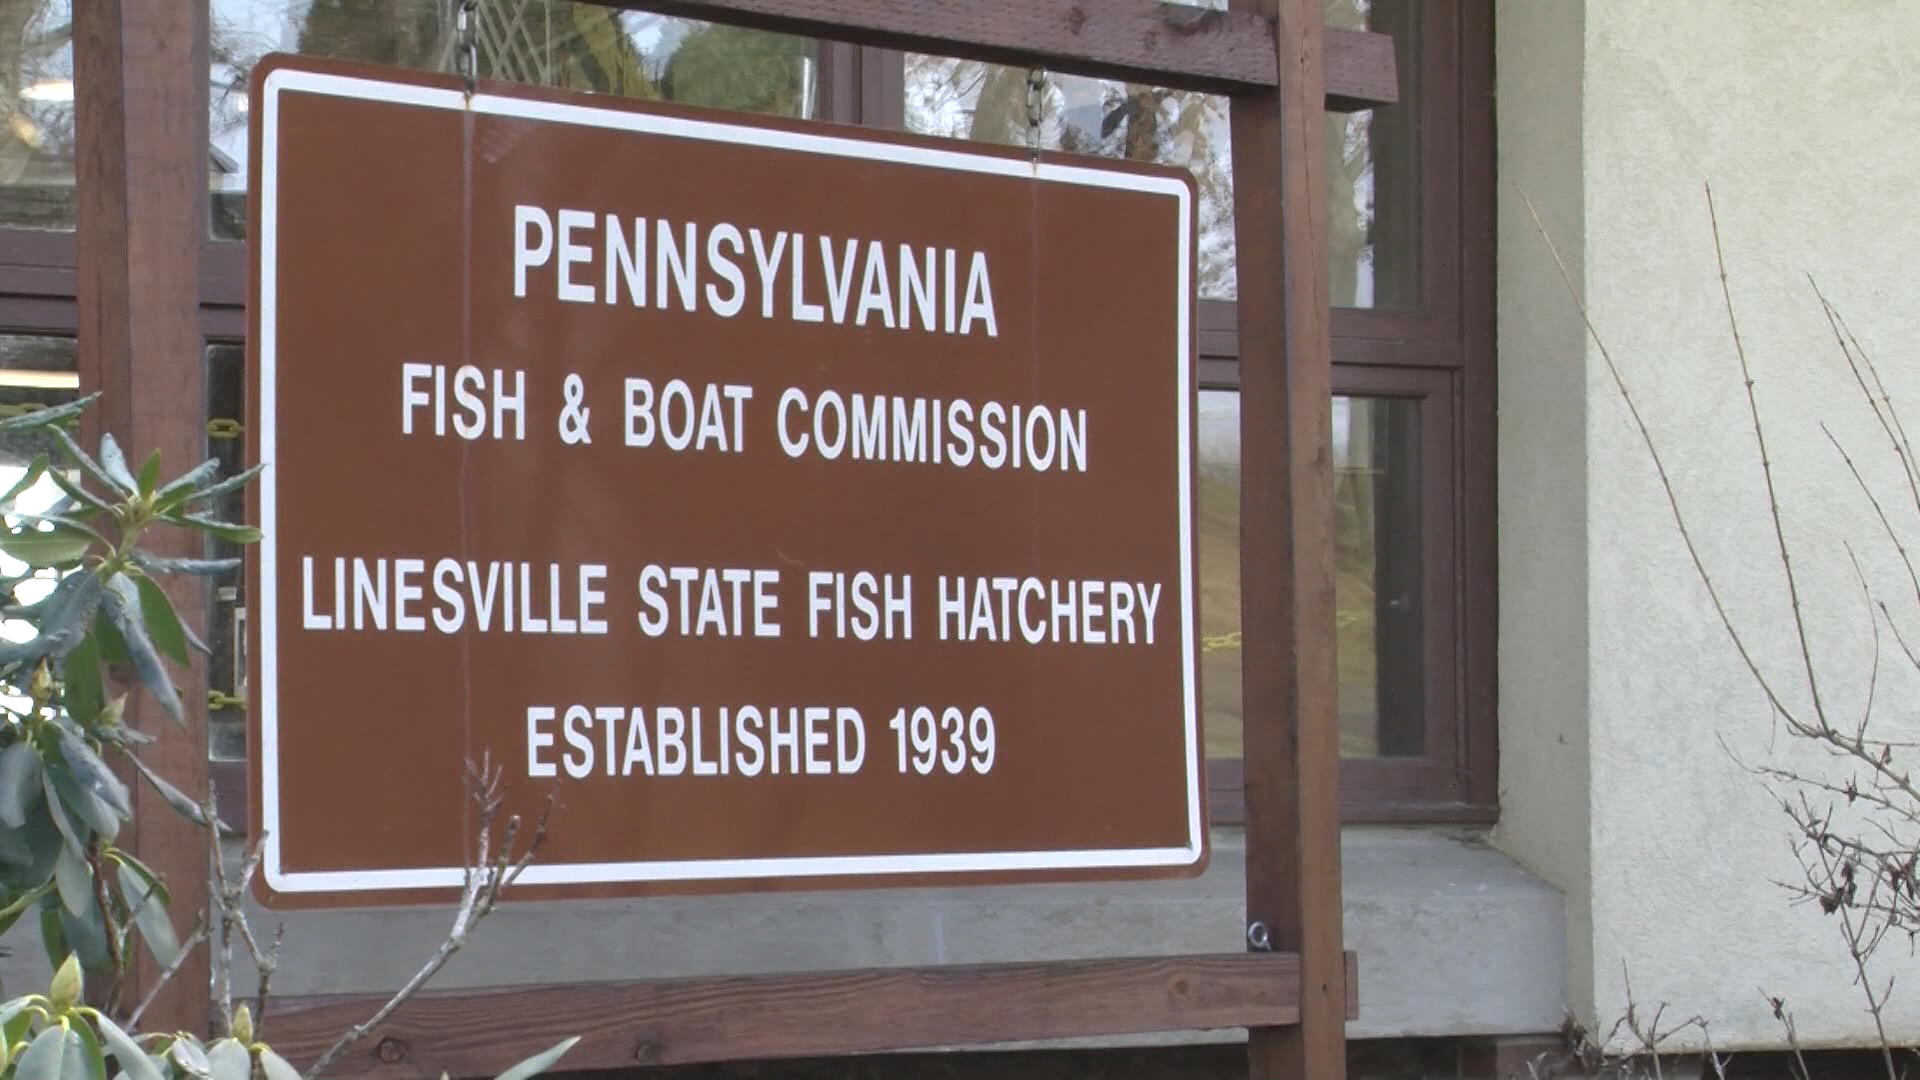 PENNSYLVANIA
FISH & BOAT COMMISSION
LINESVILLE STATE FISH HATCHERY
ESTABLISHED 1939